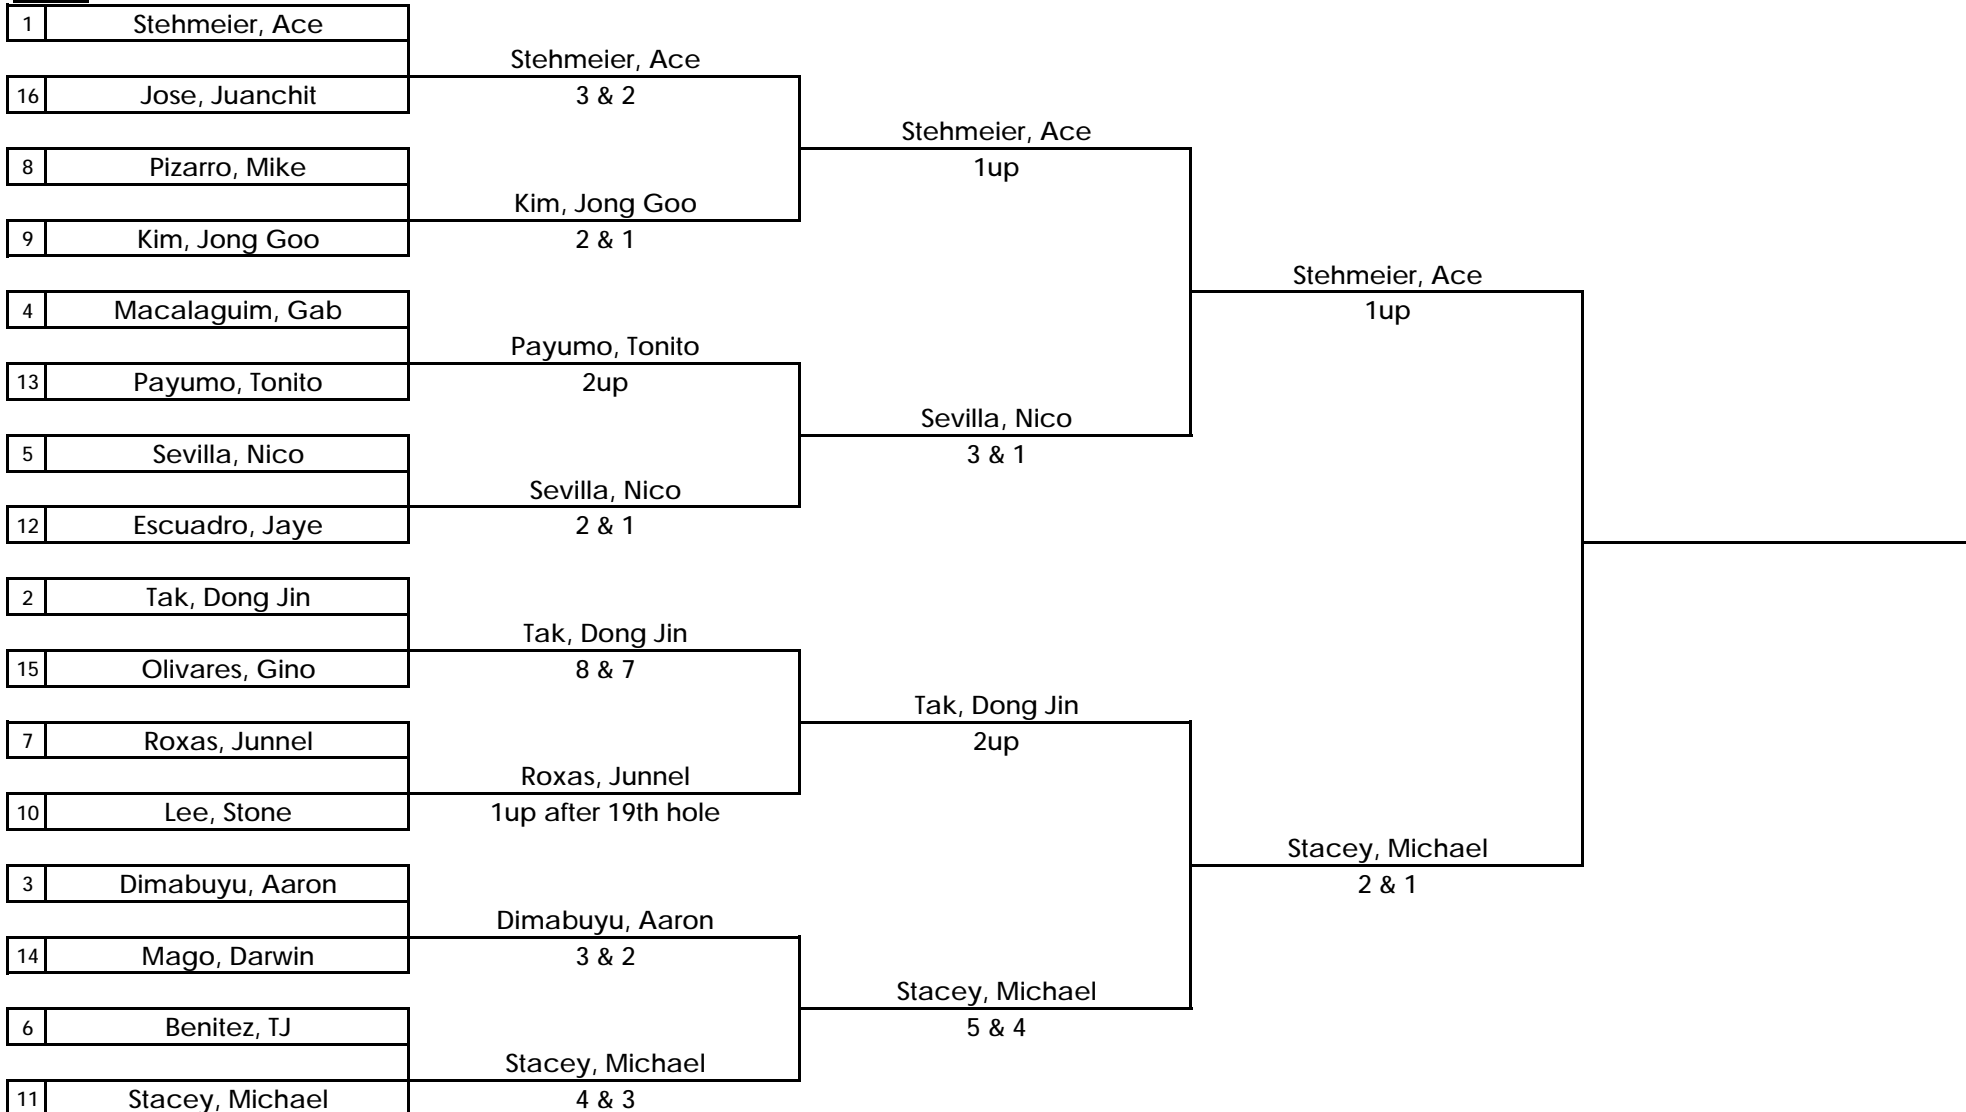 1 Stehmeier, Ace
Stehmeier, Ace
16 Jose, Juanchit
3 & 2
Stehmeier, Ace
8 Pizarro, Mike
1up
Kim, Jong Goo
9 Kim, Jong Goo
2 & 1
Stehmeier, Ace
4 Macalaguim, Gab
1up
Payumo, Tonito
13 Payumo, Tonito
2up
Sevilla, Nico
5 Sevilla, Nico
3 & 1
Sevilla, Nico
12 Escuadro, Jaye
2 & 1
2 Tak, Dong Jin
Tak, Dong Jin
15 Olivares, Gino
8 & 7
Tak, Dong Jin
7 Roxas, Junnel
2up
Roxas, Junnel
10 Lee, Stone
1up after 19th hole
Stacey, Michael
3 Dimabuyu, Aaron
2 & 1
Dimabuyu, Aaron
14 Mago, Darwin
3 & 2
Stacey, Michael
6 Benitez, TJ
5 & 4
Stacey, Michael
11 Stacey, Michael
4 & 3